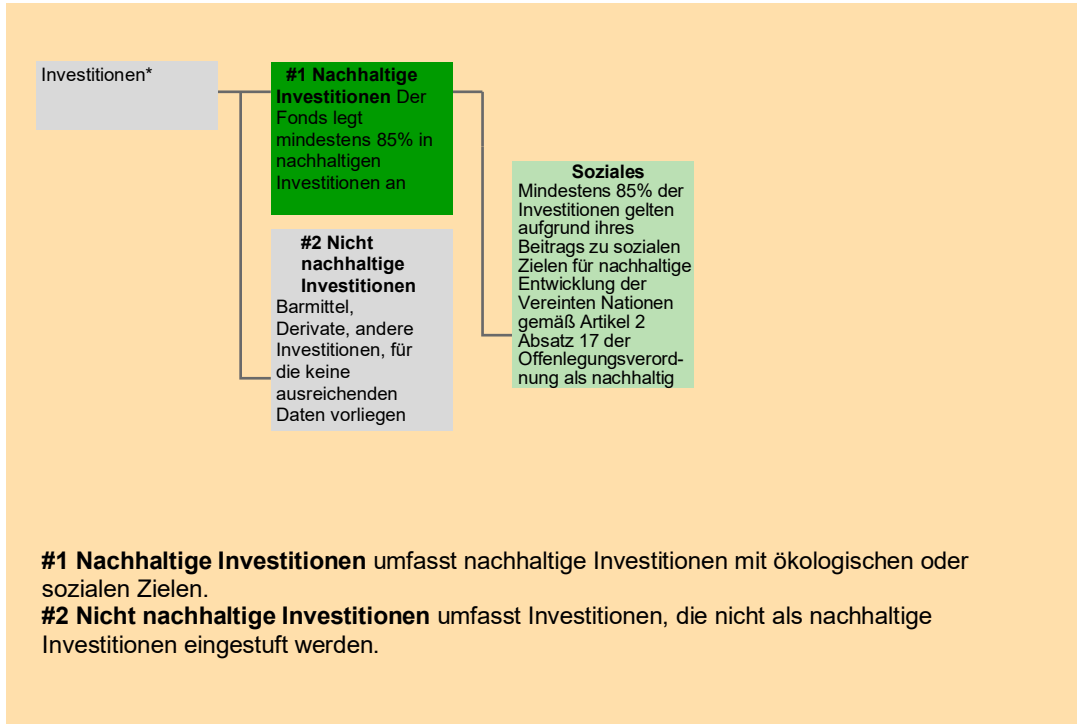 Investitionen*
#1 Nachhaltige
Investitionen Der
Fonds legt
mindestens 85% in
nachhaltigen
Investitionen an
#2 Nicht
nachhaltige
Investitionen
Barmittel,
Derivate, andere
Investitionen, für
die keine
ausreichenden
Daten vorliegen
Soziales
Mindestens 85% der
Investitionen gelten
aufgrund ihres
Beitrags zu sozialen
Zielen für nachhaltige
Entwicklung der
Vereinten Nationen
gemäß Artikel 2
Absatz 17 der
Offenlegungsverord-
nung als nachhaltig
#1 Nachhaltige Investitionen umfasst nachhaltige Investitionen mit ökologischen oder
sozialen Zielen.
#2 Nicht nachhaltige Investitionen umfasst Investitionen, die nicht als nachhaltige
Investitionen eingestuft werden.